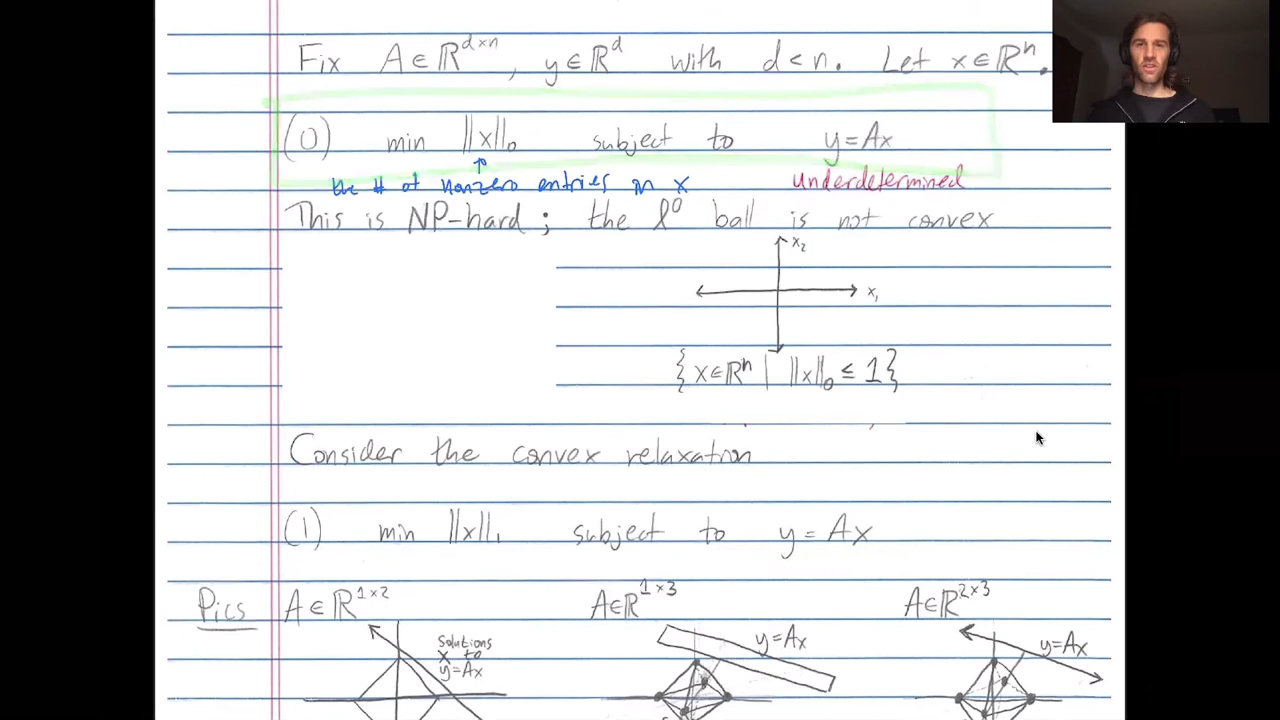 Fix A∈ℝ^{d×n}, y∈ℝ^d with d<n. Let x∈ℝ^n.
(0) min ||x||₀ subject to y=Ax
↑
the # of nonzero entries in x underdetermined
This is NP-hard; the ℓ⁰ ball is not convex
x₂
x₁
{x∈ℝⁿ | ||x||₀ ≤ 1}
Consider the convex relaxation
(1) min ||x||₁ subject to y = Ax
Pics A∈ℝ^{1×2} A∈ℝ^{1×3} A∈ℝ^{2×3}
solutions
x to
y=Ax
y=Ax
y=Ax